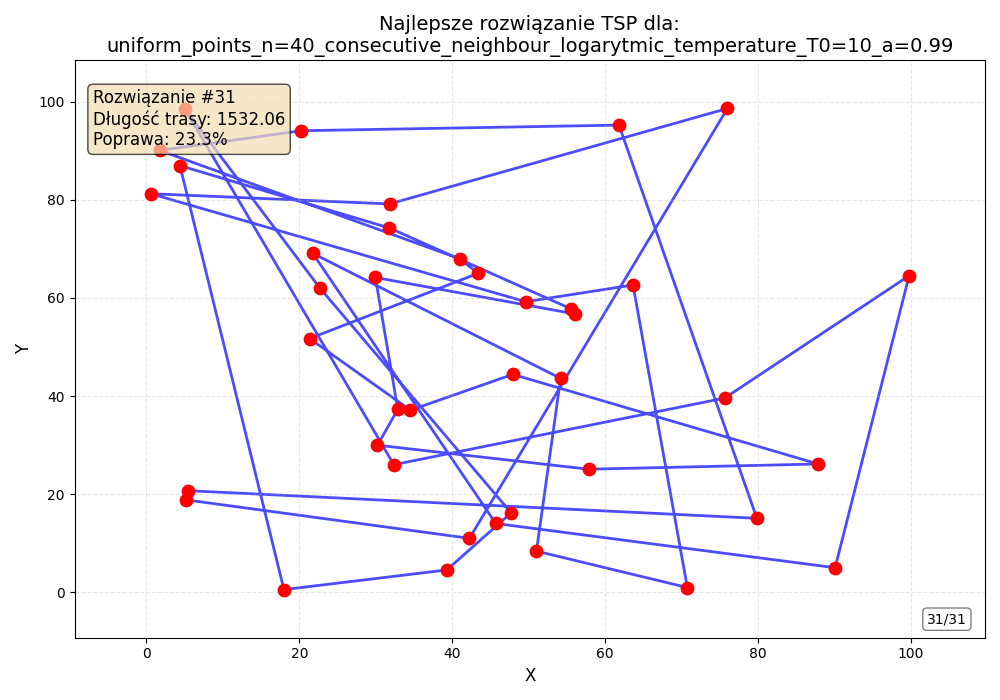 Najlepsze rozwiązanie TSP dla:
uniform_points_n=40_consecutive_neighbour_logarytmic_temperature_T0=10_a=0.99
Rozwiązanie #31
Długość trasy: 1532.06
Poprawa: 23.3%
100
80
60
40
20
0
Y
31/31
0 20 40 60 80 100
X